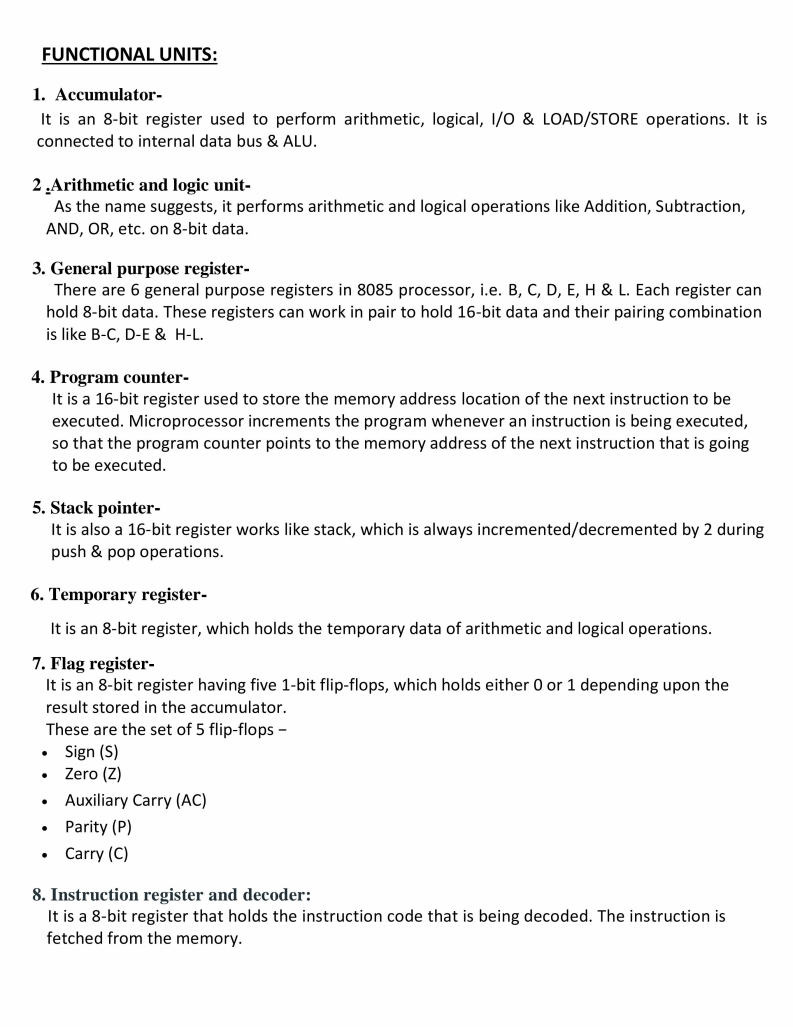 FUNCTIONAL UNITS:
1. Accumulator-
It is an 8-bit register used to perform arithmetic, logical, I/O & LOAD/STORE operations. It is
connected to internal data bus & ALU.
2 .Arithmetic and logic unit-
As the name suggests, it performs arithmetic and logical operations like Addition, Subtraction,
AND, OR, etc. on 8-bit data.
3. General purpose register-
There are 6 general purpose registers in 8085 processor, i.e. B, C, D, E, H & L. Each register can
hold 8-bit data. These registers can work in pair to hold 16-bit data and their pairing combination
is like B-C, D-E & H-L.
4. Program counter-
It is a 16-bit register used to store the memory address location of the next instruction to be
executed. Microprocessor increments the program whenever an instruction is being executed,
so that the program counter points to the memory address of the next instruction that is going
to be executed.
5. Stack pointer-
It is also a 16-bit register works like stack, which is always incremented/decremented by 2 during
push & pop operations.
6. Temporary register-
It is an 8-bit register, which holds the temporary data of arithmetic and logical operations.
7. Flag register-
It is an 8-bit register having five 1-bit flip-flops, which holds either 0 or 1 depending upon the
result stored in the accumulator.
These are the set of 5 flip-flops −
• Sign (S)
• Zero (Z)
• Auxiliary Carry (AC)
• Parity (P)
• Carry (C)
8. Instruction register and decoder:
It is a 8-bit register that holds the instruction code that is being decoded. The instruction is
fetched from the memory.